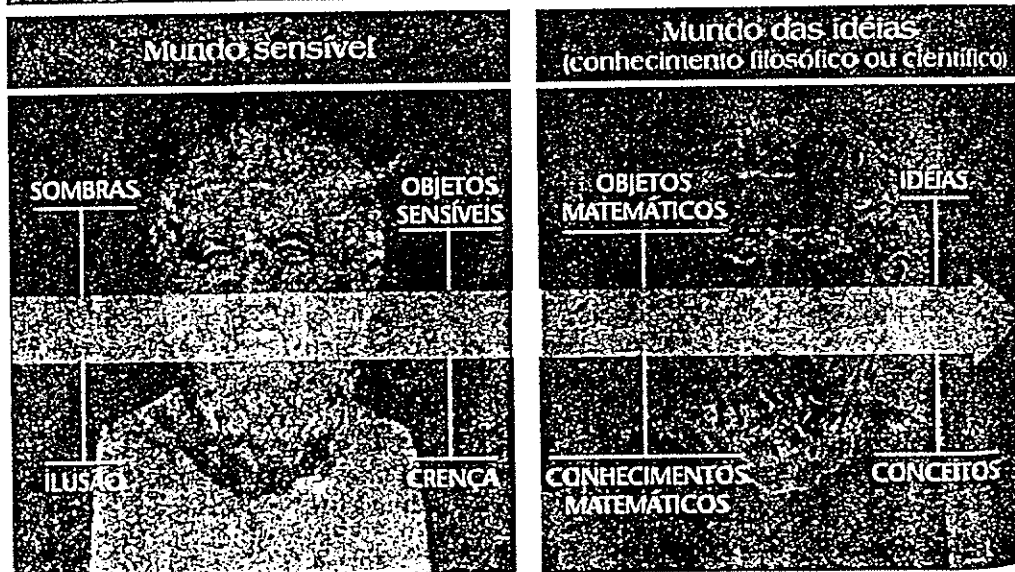 Mundo sensível
SOMBRAS
OBJETOS
SENSÍVEIS
ILUSÃO
CRENÇA
Mundo das idéias
(conhecimento filosófico ou científico)
OBJETOS
MATEMÁTICOS
IDÉIAS
CONHECIMENTOS
MATEMÁTICOS
CONCEITOS